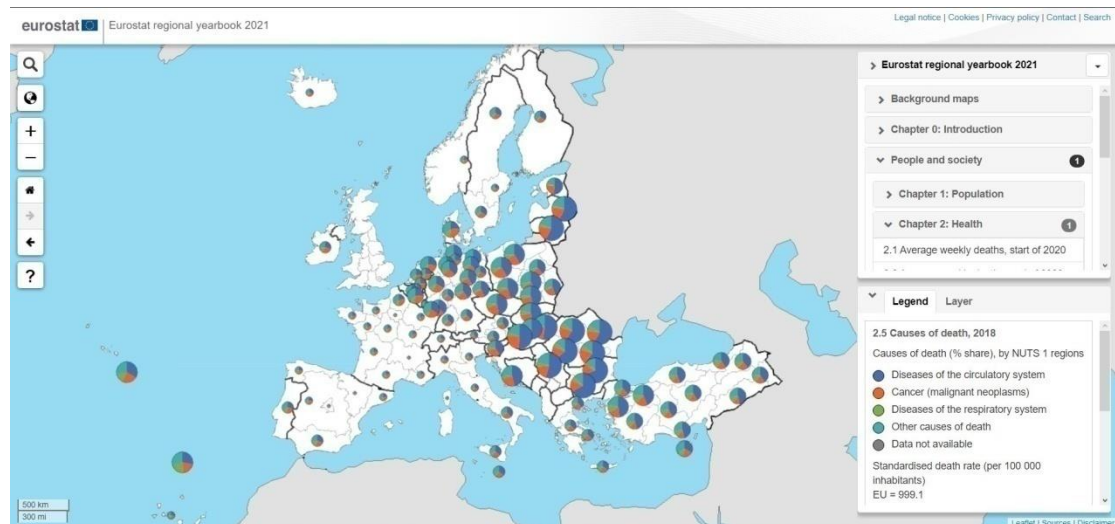 eurostat
Eurostat regional yearbook 2021
Legal notice | Cookies | Privacy policy | Contact | Search
+
−
?
500 km
300 mi
Eurostat regional yearbook 2021
Background maps
Chapter 0: Introduction
People and society
1
Chapter 1: Population
Chapter 2: Health
1
2.1 Average weekly deaths, start of 2020
Legend
Layer
2.5 Causes of death, 2018
Causes of death (% share), by NUTS 1 regions
Diseases of the circulatory system
Cancer (malignant neoplasms)
Diseases of the respiratory system
Other causes of death
Data not available
Standardised death rate (per 100 000
inhabitants)
EU = 999.1
Leaflet | Sources | Disclaimer